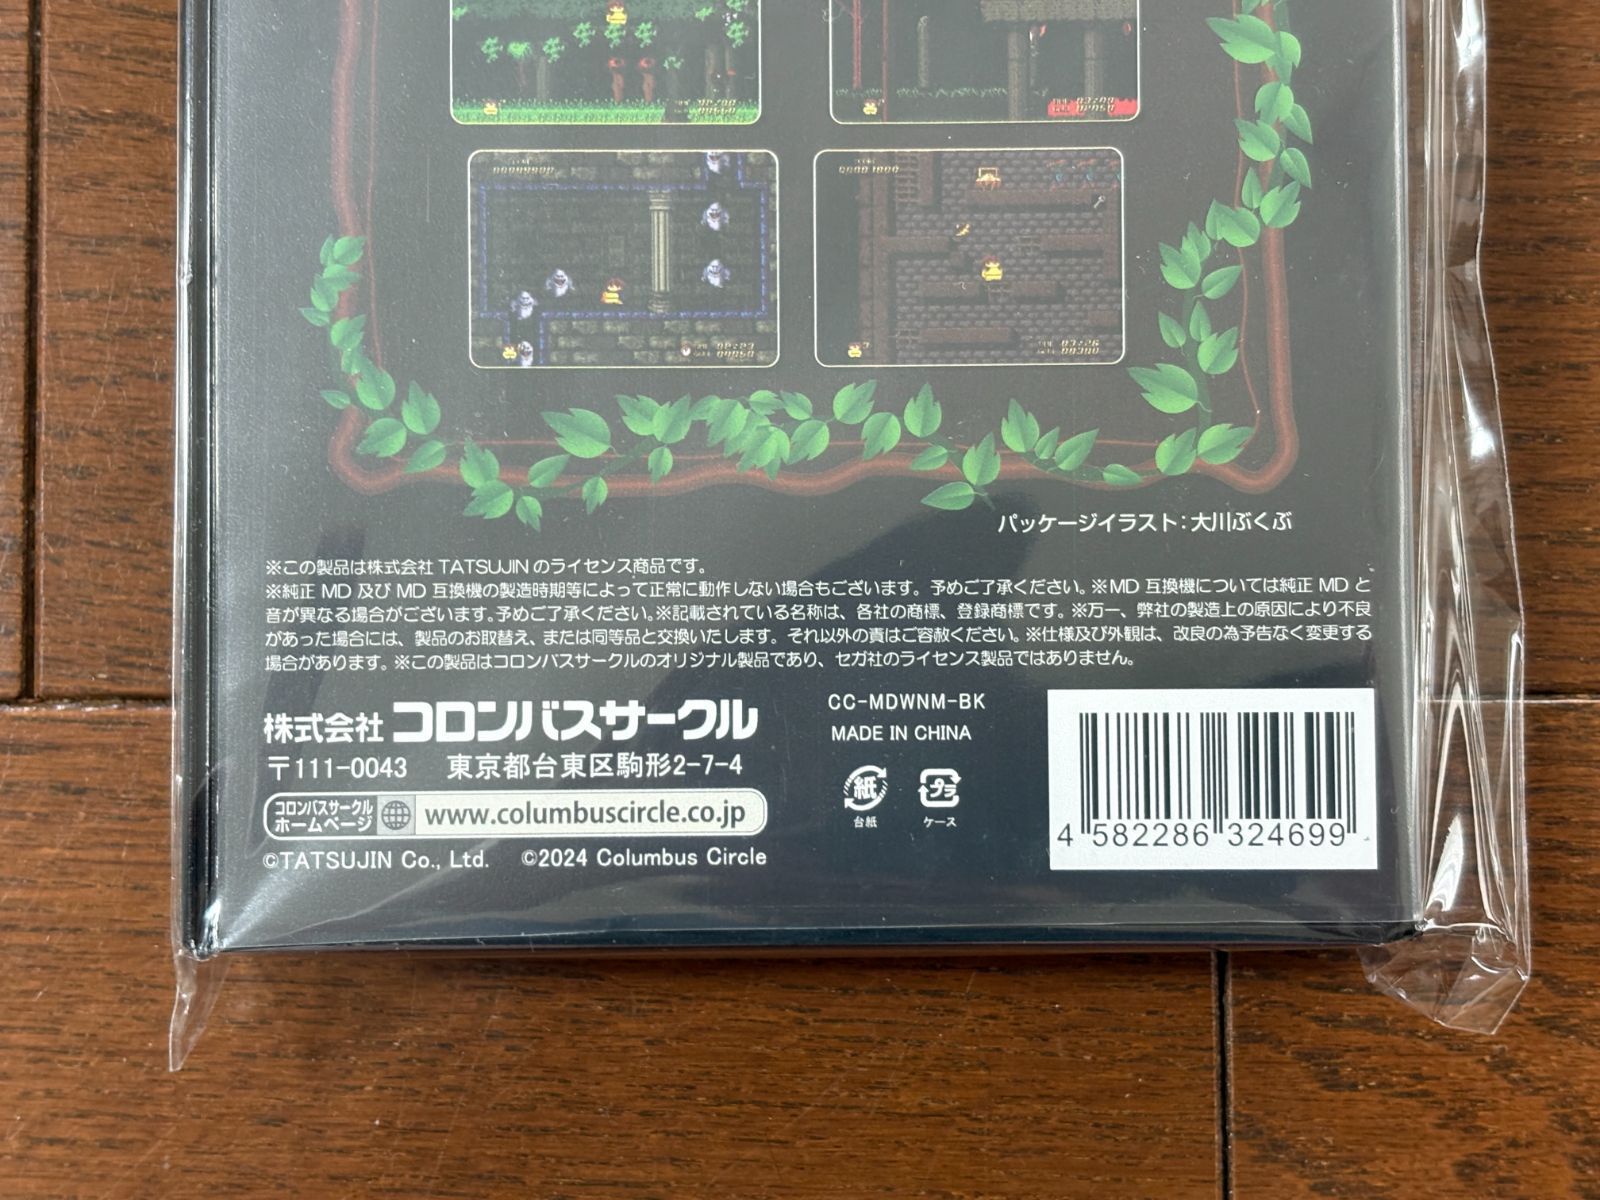 パッケージイラスト：大川ぶくぶ
※この製品は株式会社 TATSUJIN のライセンス商品です。
※純正 MD 及び MD 互換機の製造時期等によって正常に動作しない場合もございます。予めご了承ください。※MD 互換機については純正 MD と
音が異なる場合がございます。予めご了承ください。※記載されている名称は、各社の商標、登録商標です。※万一、弊社の製造上の原因により不良
があった場合には、製品のお取替え、または同等品と交換いたします。それ以外の責はご容赦ください。※仕様及び外観は、改良の為予告なく変更する
場合があります。※この製品はコロンバスサークルのオリジナル製品であり、セガ社のライセンス製品ではありません。
株式会社 コロンバスサークル
〒111-0043 東京都台東区駒形2-7-4
コロンバスサークル
ホームページ
www.columbuscircle.co.jp
©TATSUJIN Co., Ltd. ©2024 Columbus Circle
CC-MDWNM-BK
MADE IN CHINA
紙 プラ
台紙 ケース
4 582286 324699